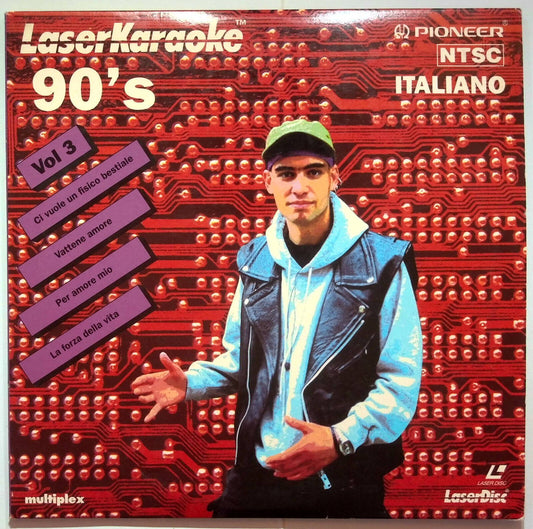 LaserKaraoke™
PIONEER®
NTSC
90's
ITALIANO
Vol 3
Ci vuole un fisico bestiale
Vattene amore
Per amore mio
La forza della vita
multiplex
LASER DISC
LaserDisc